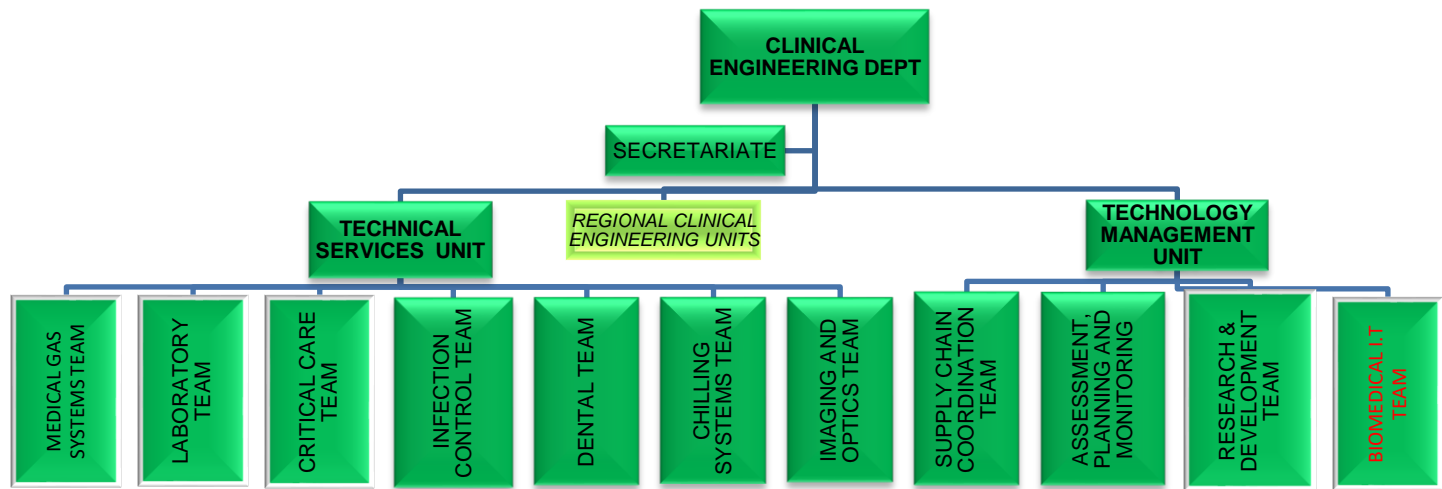 CLINICAL
ENGINEERING DEPT
SECRETARIATE
TECHNICAL
SERVICES UNIT
REGIONAL CLINICAL
ENGINEERING UNITS
TECHNOLOGY
MANAGEMENT
UNIT
MEDICAL GAS
SYSTEMS TEAM
LABORATORY
TEAM
CRITICAL CARE
TEAM
INFECTION
CONTROL TEAM
DENTAL TEAM
CHILLING
SYSTEMS TEAM
IMAGING AND
OPTICS TEAM
SUPPLY CHAIN
COORDINATION
TEAM
ASSESSMENT,
PLANNING AND
MONITORING
RESEARCH &
DEVELOPMENT
TEAM
BIOMEDICAL I.T
TEAM